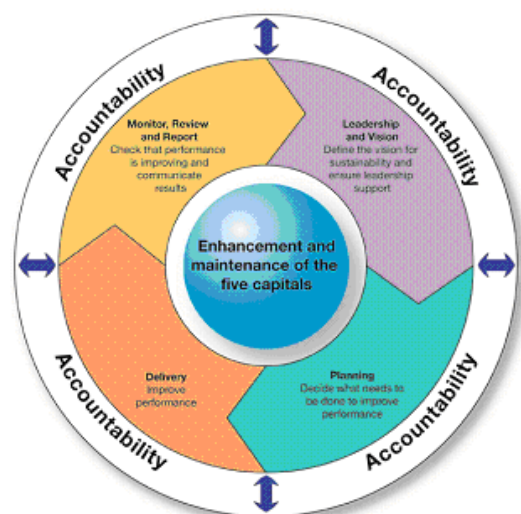 Accountability
Accountability
Monitor, Review
and Report
Check that performance
is improving and
communicate
results
Leadership
and Vision
Define the vision for
sustainability and
ensure leadership
support
Enhancement and
maintenance of the
five capitals
Delivery
Improve
performance
Planning
Decide what needs to
be done to improve
performance
Accountability
Accountability